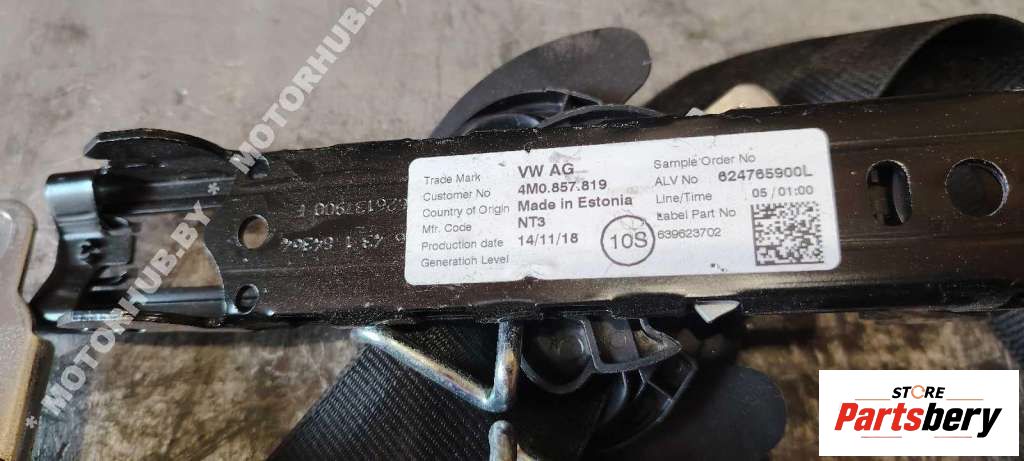 * MOTORHUB.BY
* MOTORHUB.BY
* MOTORHUB.BY
Trade Mark VW AG
Customer No 4M0.857.819
Country of Origin Made in Estonia
Mfr. Code NT3
Production date 14/11/18
Generation Level
10S
Sample Order No
ALV No 624765900L
Line/Time 05 / 01:00
Label Part No
639623702
STORE
Partsbery